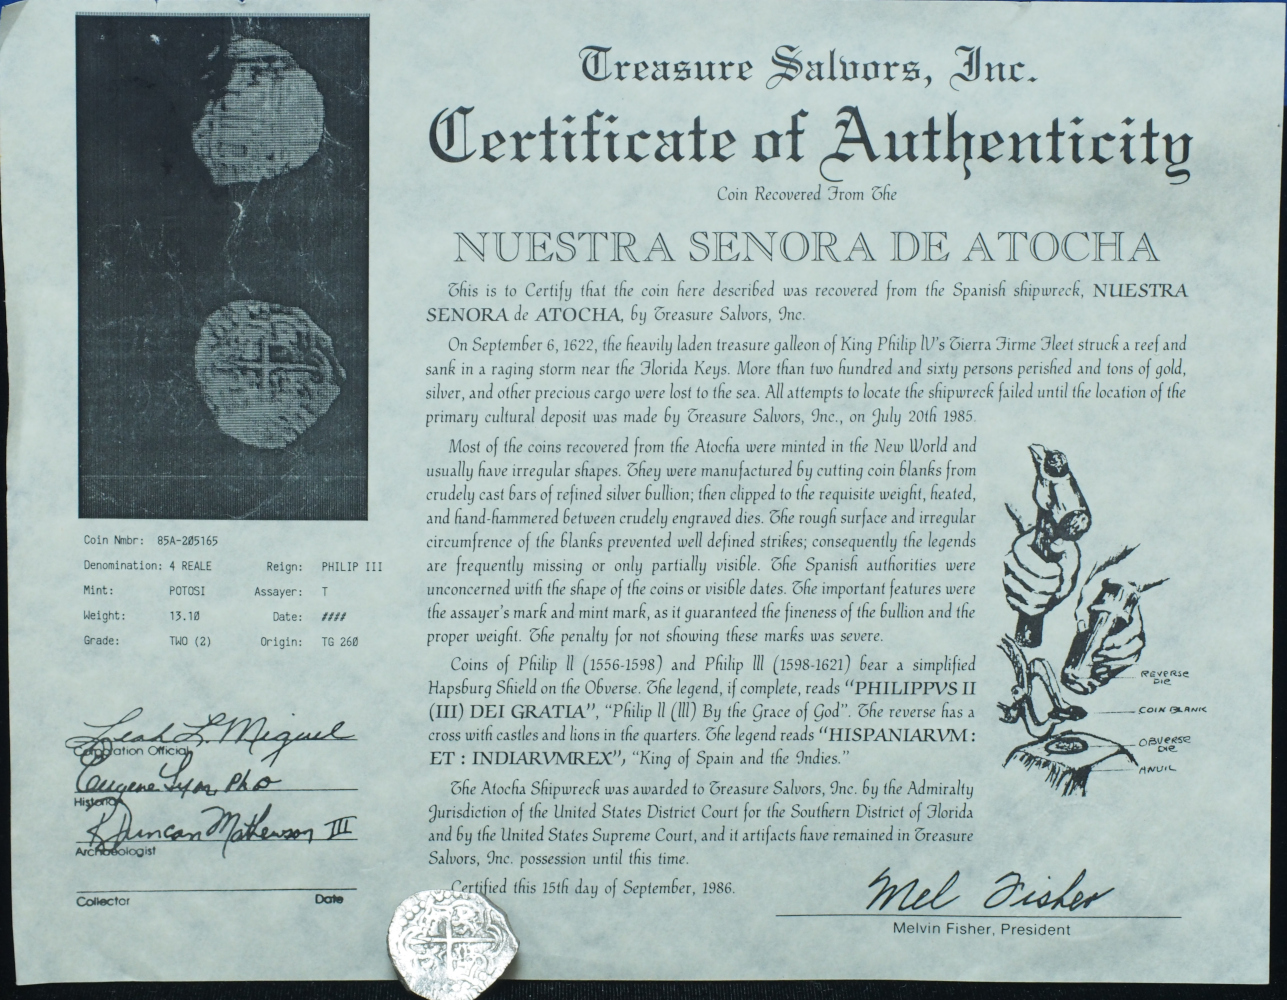 Treasure Salvors, Inc.
Certificate of Authenticity
Coin Recovered From The
NUESTRA SENORA DE ATOCHA
This is to Certify that the coin here described was recovered from the Spanish shipwreck, NUESTRA
SENORA de ATOCHA, by Treasure Salvors, Inc.
On September 6, 1622, the heavily laden treasure galleon of King Philip IV's Tierra Firme Fleet struck a reef and
sank in a raging storm near the Florida Keys. More than two hundred and sixty persons perished and tons of gold,
silver, and other precious cargo were lost to the sea. All attempts to locate the shipwreck failed until the location of the
primary cultural deposit was made by Treasure Salvors, Inc., on July 20th 1985.
Most of the coins recovered from the Atocha were minted in the New World and
usually have irregular shapes. They were manufactured by cutting coin blanks from
crudely cast bars of refined silver bullion; then clipped to the requisite weight, heated,
and hand-hammered between crudely engraved dies. The rough surface and irregular
circumfrence of the blanks prevented well defined strikes; consequently the legends
are frequently missing or only partially visible. The Spanish authorities were
unconcerned with the shape of the coins or visible dates. The important features were
the assayer's mark and mint mark, as it guaranteed the fineness of the bullion and the
proper weight. The penalty for not showing these marks was severe.
Coins of Philip ll (1556-1598) and Philip lll (1598-1621) bear a simplified
Hapsburg Shield on the Obverse. The legend, if complete, reads "PHILIPPVS II
(III) DEI GRATIA", "Philip ll (lll) By the Grace of God". The reverse has a
cross with castles and lions in the quarters. The legend reads "HISPANIARVM :
ET : INDIARVMREX", "King of Spain and the Indies."
The Atocha Shipwreck was awarded to Treasure Salvors, Inc. by the Admiralty
Jurisdiction of the United States District Court for the Southern District of Florida
and by the United States Supreme Court, and it artifacts have remained in Treasure
Salvors, Inc. possession until this time.
Certified this 15th day of September, 1986.
REVERSE
DIE
COIN BLANK
OBVERSE
DIE
ANVIL
Mel Fisher
Melvin Fisher, President
Coin Nmbr: 85A-205165
Denomination: 4 REALE Reign: PHILIP III
Mint: POTOSI Assayer: T
Weight: 13.10 Date: ####
Grade: TWO (2) Origin: TG 260
Leah L. Miguel
Corporation Official
Eugene Lyon PhD
Historian
R Duncan Mathewson III
Archaeologist
Collector Date